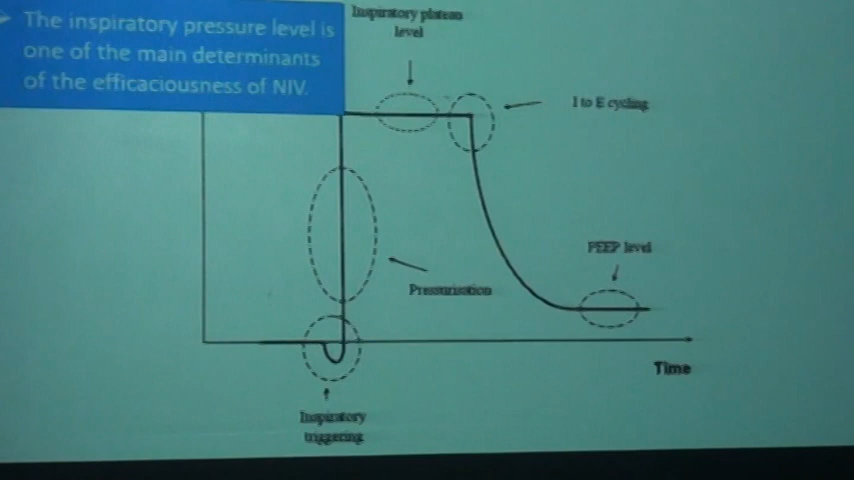 The inspiratory pressure level is
one of the main determinants
of the efficaciousness of NIV.
Inspiratory plateau
level
I to E cycling
PEEP level
Pressurisation
Time
Inspiratory
triggering